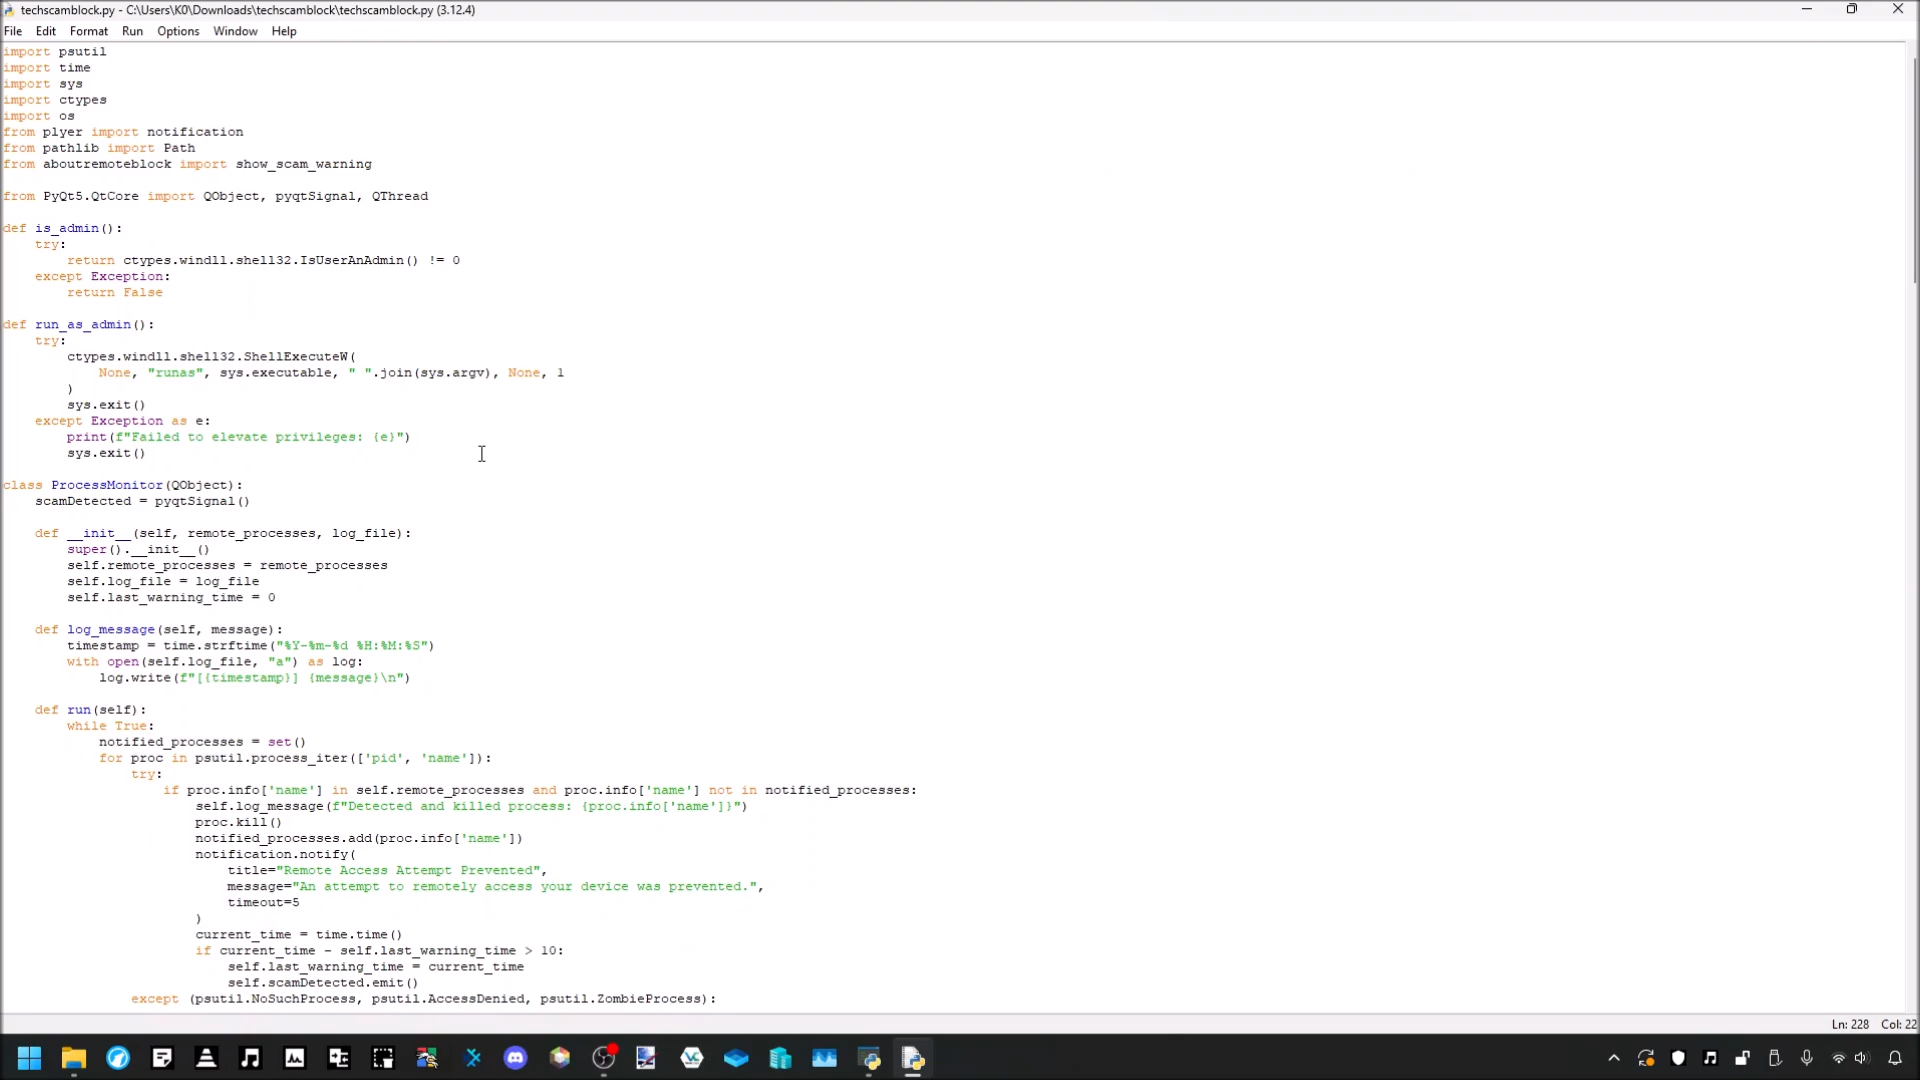 techscamblock.py - C:\Users\K0\Downloads\techscamblock\techscamblock.py (3.12.4)
File Edit Format Run Options Window Help
import psutil
import time
import sys
import ctypes
import os
from plyer import notification
from pathlib import Path
from aboutremoteblock import show_scam_warning

from PyQt5.QtCore import QObject, pyqtSignal, QThread

def is_admin():
    try:
        return ctypes.windll.shell32.IsUserAnAdmin() != 0
    except Exception:
        return False

def run_as_admin():
    try:
        ctypes.windll.shell32.ShellExecuteW(
            None, "runas", sys.executable, " ".join(sys.argv), None, 1
        )
        sys.exit()
    except Exception as e:
        print(f"Failed to elevate privileges: {e}")
        sys.exit()

class ProcessMonitor(QObject):
    scamDetected = pyqtSignal()

    def __init__(self, remote_processes, log_file):
        super().__init__()
        self.remote_processes = remote_processes
        self.log_file = log_file
        self.last_warning_time = 0

    def log_message(self, message):
        timestamp = time.strftime("%Y-%m-%d %H:%M:%S")
        with open(self.log_file, "a") as log:
            log.write(f"[{timestamp}] {message}\n")

    def run(self):
        while True:
            notified_processes = set()
            for proc in psutil.process_iter(['pid', 'name']):
                try:
                    if proc.info['name'] in self.remote_processes and proc.info['name'] not in notified_processes:
                        self.log_message(f"Detected and killed process: {proc.info['name']}")
                        proc.kill()
                        notified_processes.add(proc.info['name'])
                        notification.notify(
                            title="Remote Access Attempt Prevented",
                            message="An attempt to remotely access your device was prevented.",
                            timeout=5
                        )
                        current_time = time.time()
                        if current_time - self.last_warning_time > 10:
                            self.last_warning_time = current_time
                            self.scamDetected.emit()
                except (psutil.NoSuchProcess, psutil.AccessDenied, psutil.ZombieProcess):
Ln: 228 Col: 22